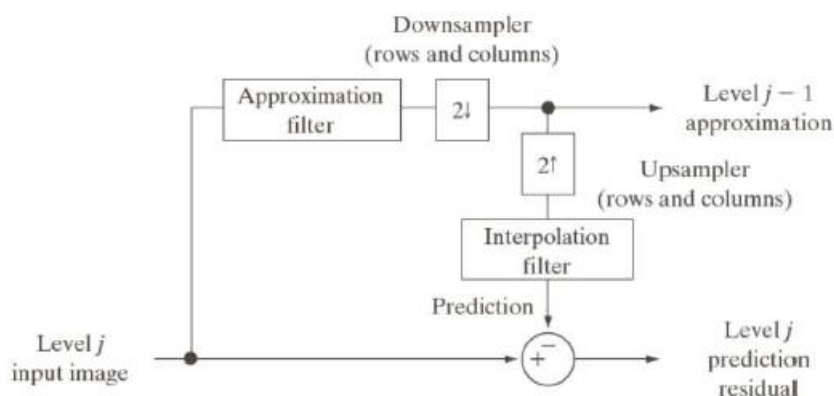 Downsampler
(rows and columns)
Approximation
filter
2↓
Level j − 1
approximation
2↑
Upsampler
(rows and columns)
Interpolation
filter
Prediction
Level j
input image
+
−
Level j
prediction
residual